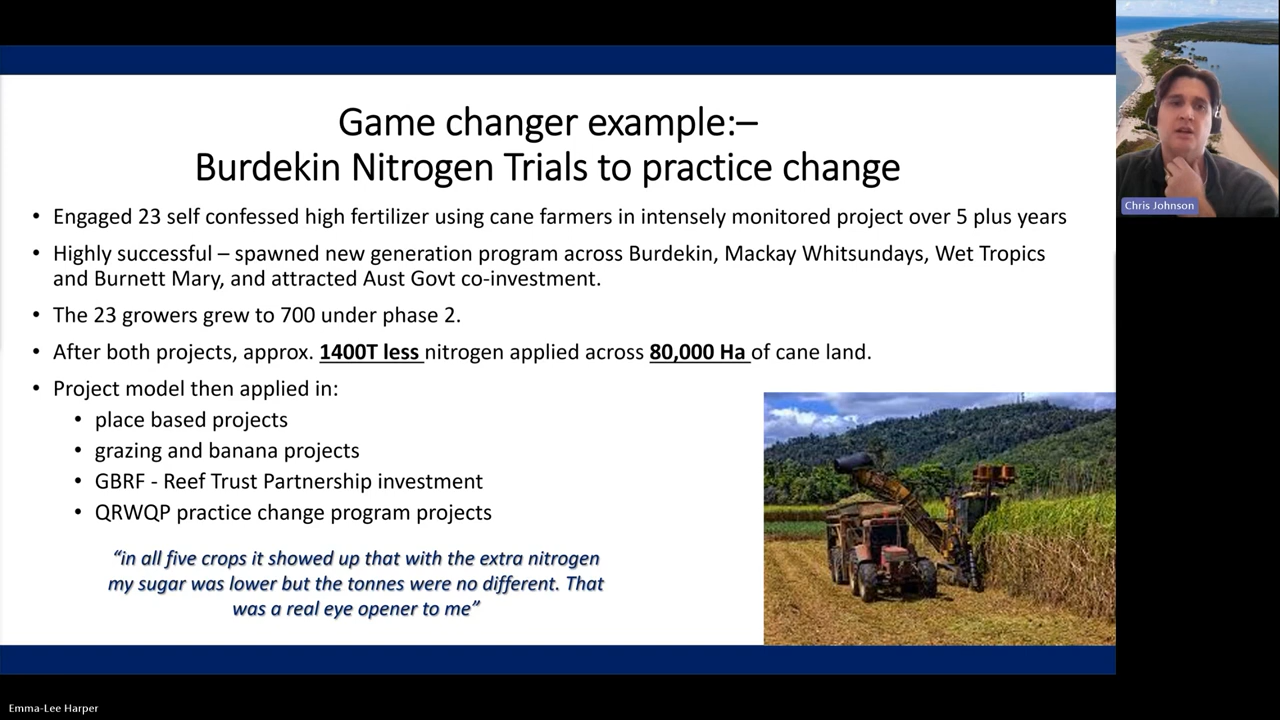 Game changer example:–
Burdekin Nitrogen Trials to practice change
• Engaged 23 self confessed high fertilizer using cane farmers in intensely monitored project over 5 plus years
• Highly successful – spawned new generation program across Burdekin, Mackay Whitsundays, Wet Tropics
and Burnett Mary, and attracted Aust Govt co-investment.
• The 23 growers grew to 700 under phase 2.
• After both projects, approx. 1400T less nitrogen applied across 80,000 Ha of cane land.
• Project model then applied in:
• place based projects
• grazing and banana projects
• GBRF - Reef Trust Partnership investment
• QRWQP practice change program projects
“in all five crops it showed up that with the extra nitrogen
my sugar was lower but the tonnes were no different. That
was a real eye opener to me”
Chris Johnson
Emma-Lee Harper